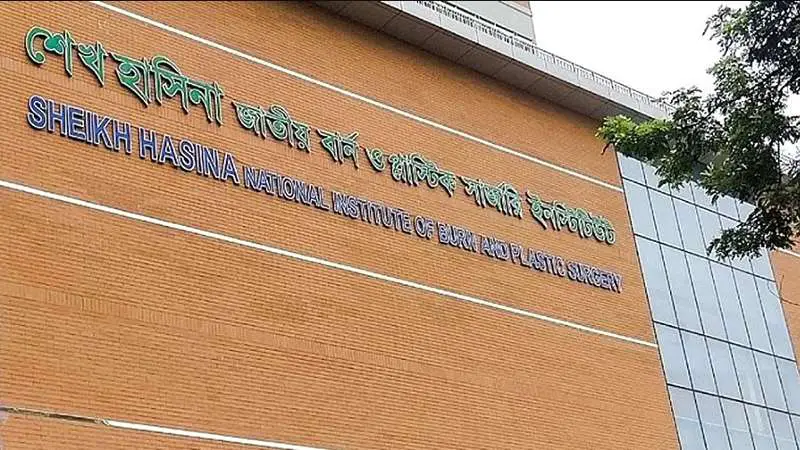 শেখ হাসিনা জাতীয় বার্ন ও প্লাস্টিক সার্জারি ইনস্টিটিউট
SHEIKH HASINA NATIONAL INSTITUTE OF BURN AND PLASTIC SURGERY